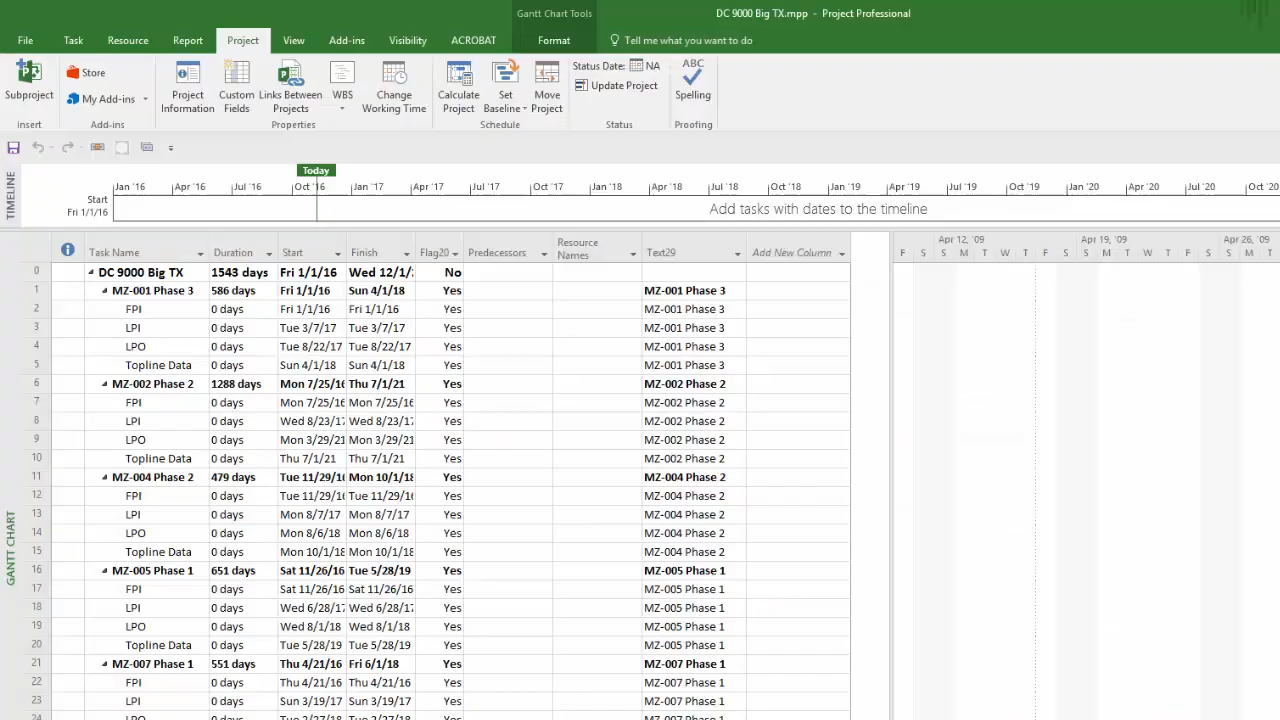 Gantt Chart Tools
DC 9000 Big TX.mpp - Project Professional
File Task Resource Report Project View Add-ins Visibility ACROBAT Format Tell me what you want to do
Subproject
Insert
Store
My Add-ins
Add-ins
Project Information
Custom Fields
Links Between Projects
WBS
Change Working Time
Properties
Calculate Project
Set Baseline
Move Project
Schedule
Status Date: NA
Update Project
Status
ABC
Spelling
Proofing
TIMELINE
Today
Start
Fri 1/1/16
Jan '16 Apr '16 Jul '16 Oct '16 Jan '17 Apr '17 Jul '17 Oct '17 Jan '18 Apr '18 Jul '18 Oct '18 Jan '19 Apr '19 Jul '19 Oct '19 Jan '20 Apr '20 Jul '20 Oct '20
Add tasks with dates to the timeline
GANTT CHART
Task Name Duration Start Finish Flag20 Predecessors Resource Names Text29 Add New Column
Apr 12, '09 Apr 19, '09 Apr 26, '09
F S S M T W T F S S M T W T F S S M T
0 DC 9000 Big TX 1543 days Fri 1/1/16 Wed 12/1/ No
1 MZ-001 Phase 3 586 days Fri 1/1/16 Sun 4/1/18 Yes MZ-001 Phase 3
2 FPI 0 days Fri 1/1/16 Fri 1/1/16 Yes MZ-001 Phase 3
3 LPI 0 days Tue 3/7/17 Tue 3/7/17 Yes MZ-001 Phase 3
4 LPO 0 days Tue 8/22/17 Tue 8/22/17 Yes MZ-001 Phase 3
5 Topline Data 0 days Sun 4/1/18 Sun 4/1/18 Yes MZ-001 Phase 3
6 MZ-002 Phase 2 1288 days Mon 7/25/16 Thu 7/1/21 Yes MZ-002 Phase 2
7 FPI 0 days Mon 7/25/16 Mon 7/25/16 Yes MZ-002 Phase 2
8 LPI 0 days Wed 8/23/17 Wed 8/23/17 Yes MZ-002 Phase 2
9 LPO 0 days Mon 3/29/21 Mon 3/29/21 Yes MZ-002 Phase 2
10 Topline Data 0 days Thu 7/1/21 Thu 7/1/21 Yes MZ-002 Phase 2
11 MZ-004 Phase 2 479 days Tue 11/29/16 Mon 10/1/18 Yes MZ-004 Phase 2
12 FPI 0 days Tue 11/29/16 Tue 11/29/16 Yes MZ-004 Phase 2
13 LPI 0 days Mon 8/7/17 Mon 8/7/17 Yes MZ-004 Phase 2
14 LPO 0 days Mon 8/6/18 Mon 8/6/18 Yes MZ-004 Phase 2
15 Topline Data 0 days Mon 10/1/18 Mon 10/1/18 Yes MZ-004 Phase 2
16 MZ-005 Phase 1 651 days Sat 11/26/16 Tue 5/28/19 Yes MZ-005 Phase 1
17 FPI 0 days Sat 11/26/16 Sat 11/26/16 Yes MZ-005 Phase 1
18 LPI 0 days Wed 6/28/17 Wed 6/28/17 Yes MZ-005 Phase 1
19 LPO 0 days Wed 8/1/18 Wed 8/1/18 Yes MZ-005 Phase 1
20 Topline Data 0 days Tue 5/28/19 Tue 5/28/19 Yes MZ-005 Phase 1
21 MZ-007 Phase 1 551 days Thu 4/21/16 Fri 6/1/18 Yes MZ-007 Phase 1
22 FPI 0 days Thu 4/21/16 Thu 4/21/16 Yes MZ-007 Phase 1
23 LPI 0 days Sun 3/19/17 Sun 3/19/17 Yes MZ-007 Phase 1
24 LPO 0 days Tue 2/27/18 Tue 2/27/18 Yes MZ-007 Phase 1